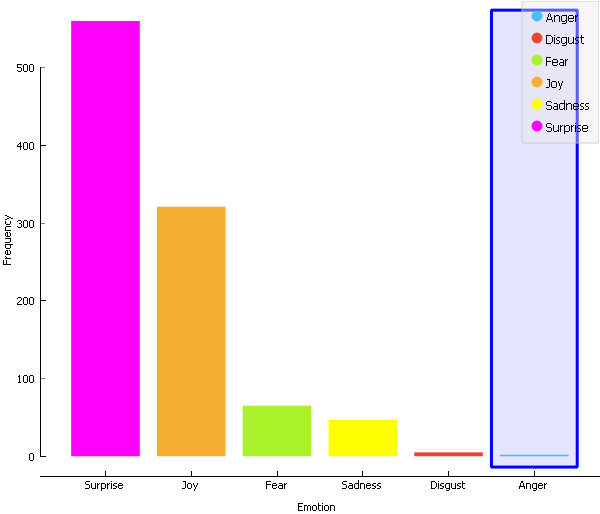 Anger
Disgust
Fear
Joy
Sadness
Surprise
500
400
300
200
100
0
Frequency
Surprise Joy Fear Sadness Disgust Anger
Emotion